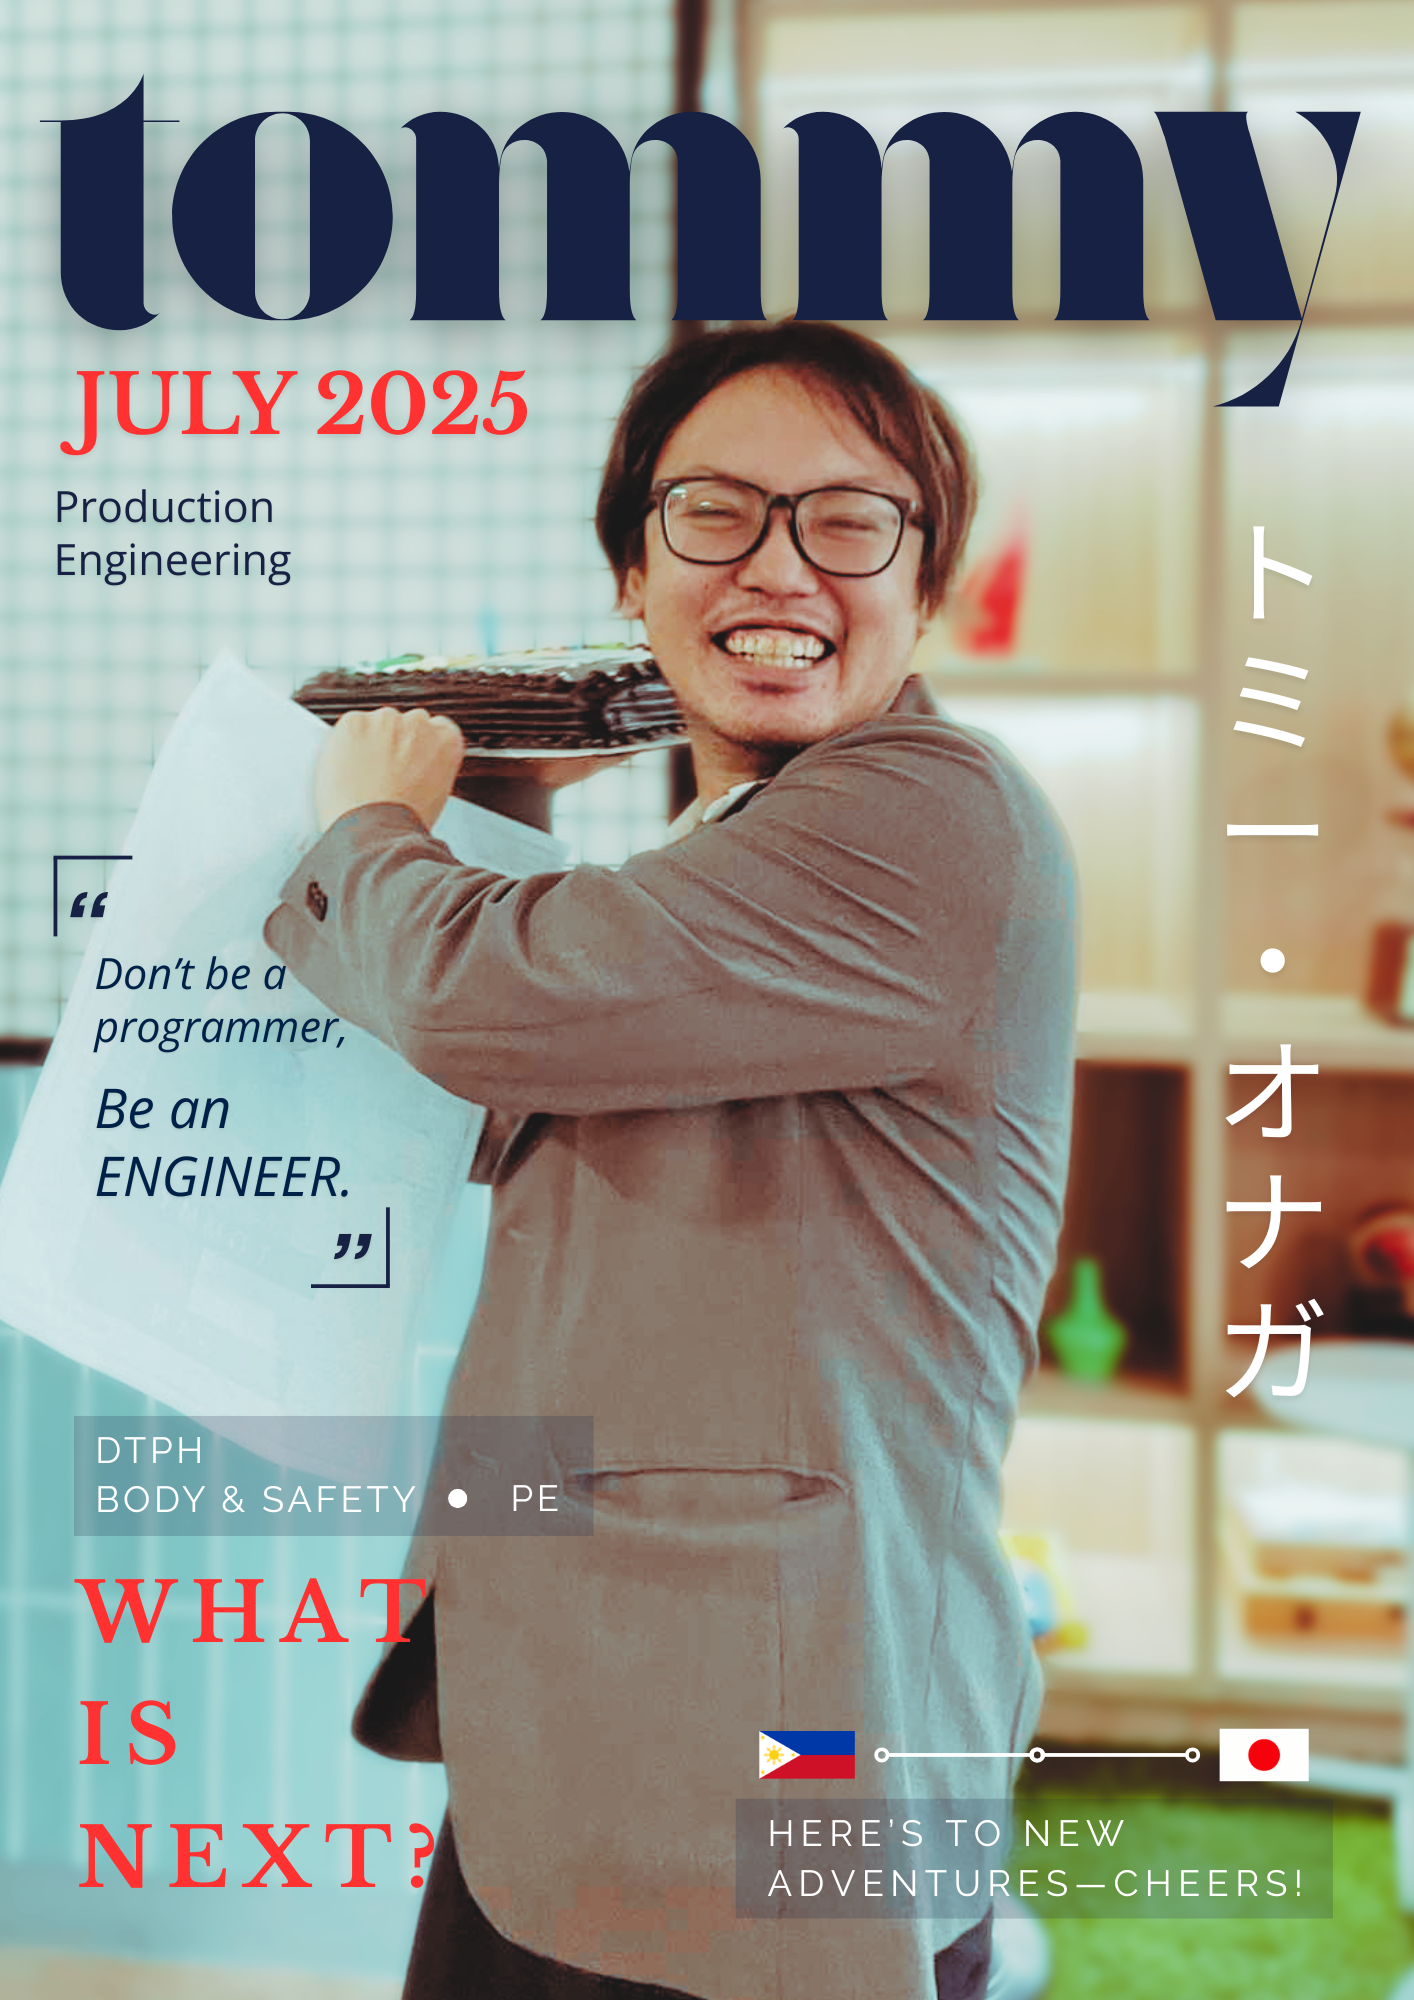 tommy
JULY 2025
Production
Engineering
トミー・オナガ
“
Don’t be a
programmer,
Be an
ENGINEER.
”
DTPH
BODY & SAFETY ● PE
WHAT
IS
NEXT?
HERE’S TO NEW
ADVENTURES—CHEERS!